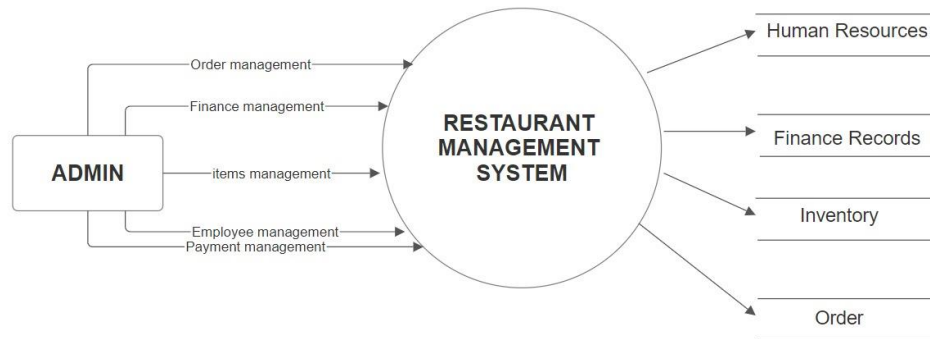 Order management
Finance management
ADMIN
items management
Employee management
Payment management
RESTAURANT
MANAGEMENT
SYSTEM
Human Resources
Finance Records
Inventory
Order